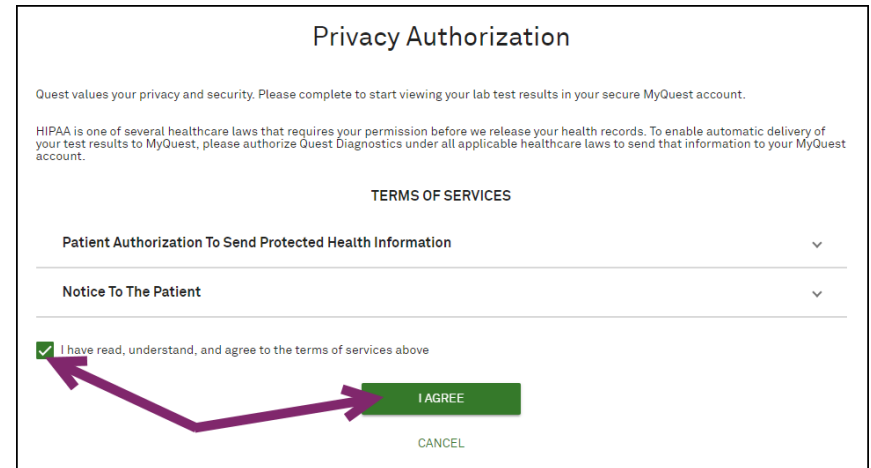 Privacy Authorization
Quest values your privacy and security. Please complete to start viewing your lab test results in your secure MyQuest account.
HIPAA is one of several healthcare laws that requires your permission before we release your health records. To enable automatic delivery of
your test results to MyQuest, please authorize Quest Diagnostics under all applicable healthcare laws to send that information to your MyQuest
account.
TERMS OF SERVICES
Patient Authorization To Send Protected Health Information
Notice To The Patient
I have read, understand, and agree to the terms of services above
I AGREE
CANCEL